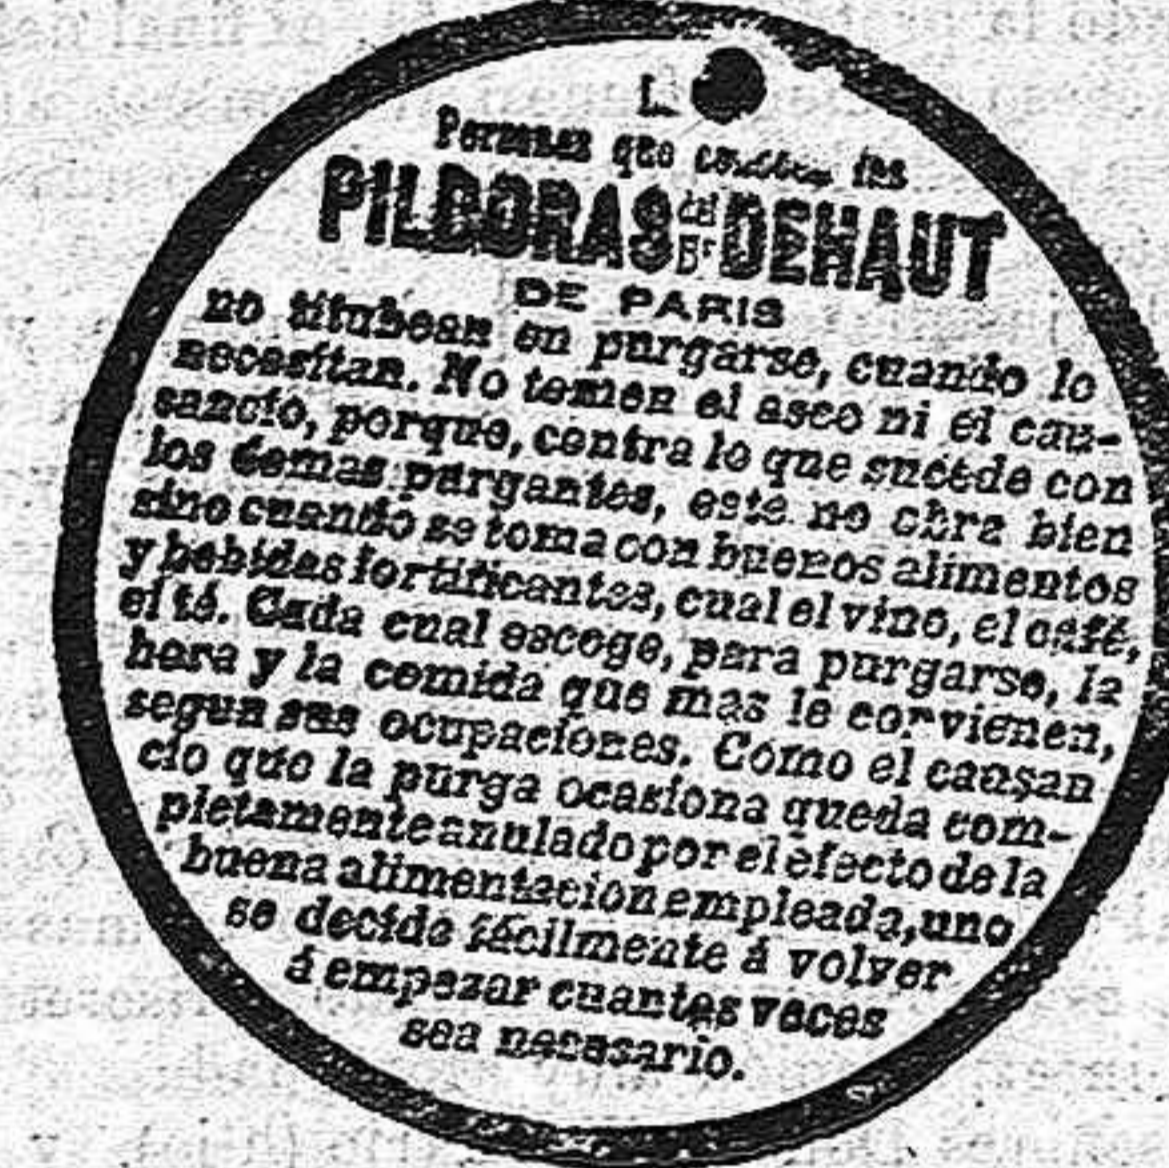 Personas que conocen las
PILDORAS DEL Dr DEHAUT
DE PARIS
no titubean en purgarse, cuando lo
necesitan. No temen el asco ni el cau-
sancio, porque, contra lo que sucede con
los demas purgantes, este no obra bien
sino cuando se toma con buenos alimentos
y bebidas fortificantes, cual el vino, el café,
el té. Cada cual escoge, para purgarse, la
hora y la comida que mas le convienen,
segun sus ocupaciones. Como el causan
cio que la purga ocasiona queda com-
pletamente anulado por el efecto de la
buena alimentacion empleada, uno
se decide fácilmente á volver
á empezar cuantas veces
sea necesario.